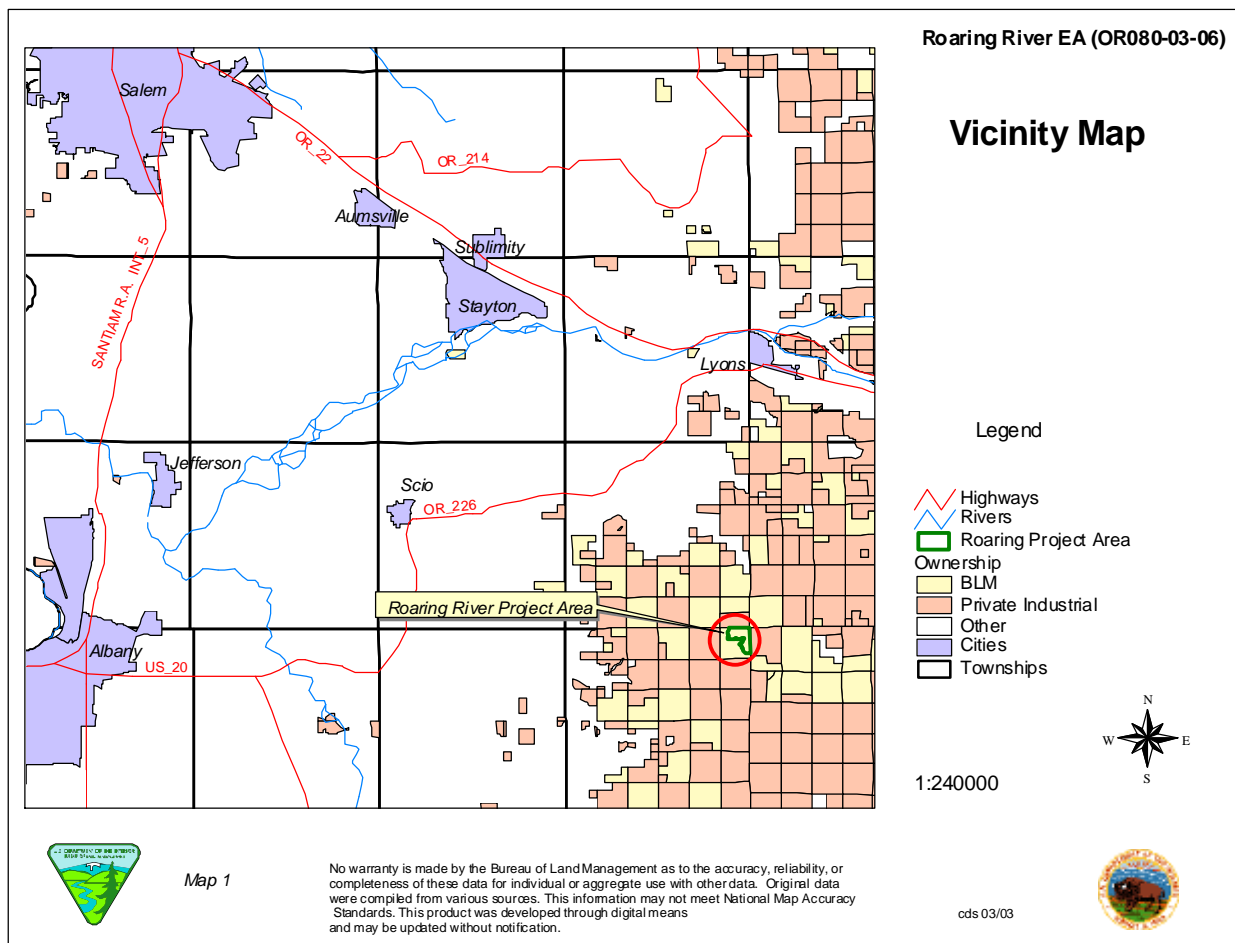 Roaring River EA (OR080-03-06)
Vicinity Map
Salem
OR_22
OR_214
Aumsville
Sublimity
Stayton
SANTIAM R.A. INT_5
Lyons
Jefferson
Scio
OR_226
Roaring River Project Area
Albany
US_20
Legend
Highways
Rivers
Roaring Project Area
Ownership
BLM
Private Industrial
Other
Cities
Townships
N
W
E
S
1:240000
Map 1
No warranty is made by the Bureau of Land Management as to the accuracy, reliability, or
completeness of these data for individual or aggregate use with other data. Original data
were compiled from various sources. This information may not meet National Map Accuracy
Standards. This product was developed through digital means
and may be updated without notification.
cds 03/03